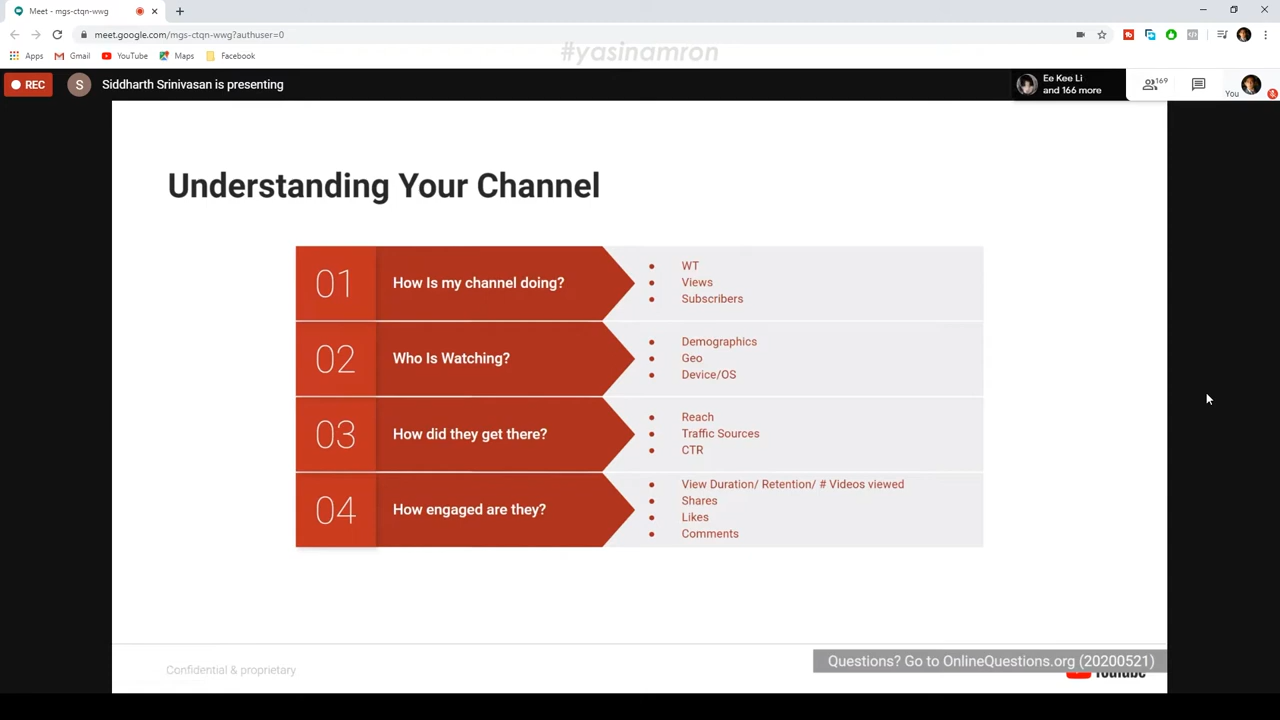 Meet - mgs-ctqn-wwg
meet.google.com/mgs-ctqn-wwg?authuser=0
Apps Gmail YouTube Maps Facebook
#yasinamron
REC
S
Siddharth Srinivasan is presenting
Ee Kee Li
and 166 more
169
You
Understanding Your Channel
01
How Is my channel doing?
● WT
● Views
● Subscribers
02
Who Is Watching?
● Demographics
● Geo
● Device/OS
03
How did they get there?
● Reach
● Traffic Sources
● CTR
04
How engaged are they?
● View Duration/ Retention/ # Videos viewed
● Shares
● Likes
● Comments
Confidential & proprietary
Questions? Go to OnlineQuestions.org (20200521)
YouTube